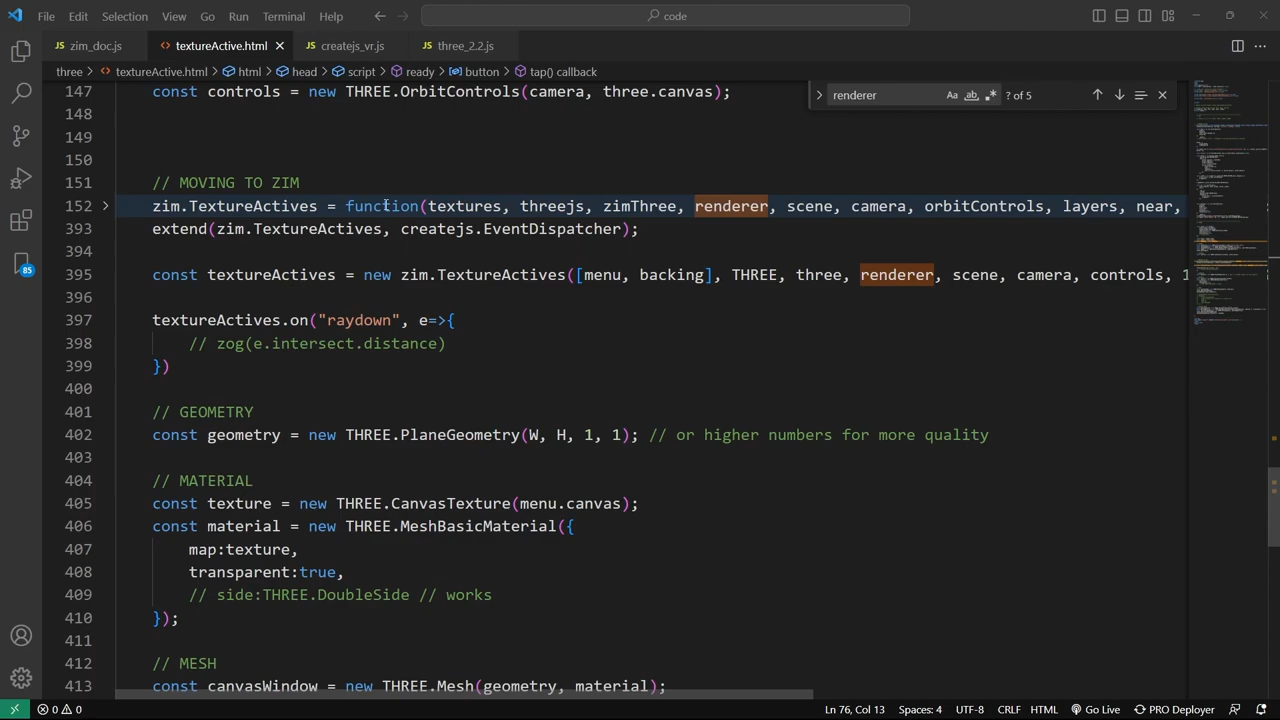 File Edit Selection View Go Run Terminal Help
code
zim_doc.js textureActive.html createjs_vr.js three_2.2.js
three > textureActive.html > html > head > script > ready > button > tap() callback
renderer ab ? of 5
147 const controls = new THREE.OrbitControls(camera, three.canvas);
148
149
150
151 // MOVING TO ZIM
152 zim.TextureActives = function(textures, threejs, zimThree, renderer, scene, camera, orbitControls, layers, near,
393 extend(zim.TextureActives, createjs.EventDispatcher);
394
395 const textureActives = new zim.TextureActives([menu, backing], THREE, three, renderer, scene, camera, controls, 1
396
397 textureActives.on("raydown", e=>{
398 // zog(e.intersect.distance)
399 })
400
401 // GEOMETRY
402 const geometry = new THREE.PlaneGeometry(W, H, 1, 1); // or higher numbers for more quality
403
404 // MATERIAL
405 const texture = new THREE.CanvasTexture(menu.canvas);
406 const material = new THREE.MeshBasicMaterial({
407 map:texture,
408 transparent:true,
409 // side:THREE.DoubleSide // works
410 });
411
412 // MESH
413 const canvasWindow = new THREE.Mesh(geometry, material);
85
0 0 Ln 76, Col 13 Spaces: 4 UTF-8 CRLF HTML Go Live PRO Deployer